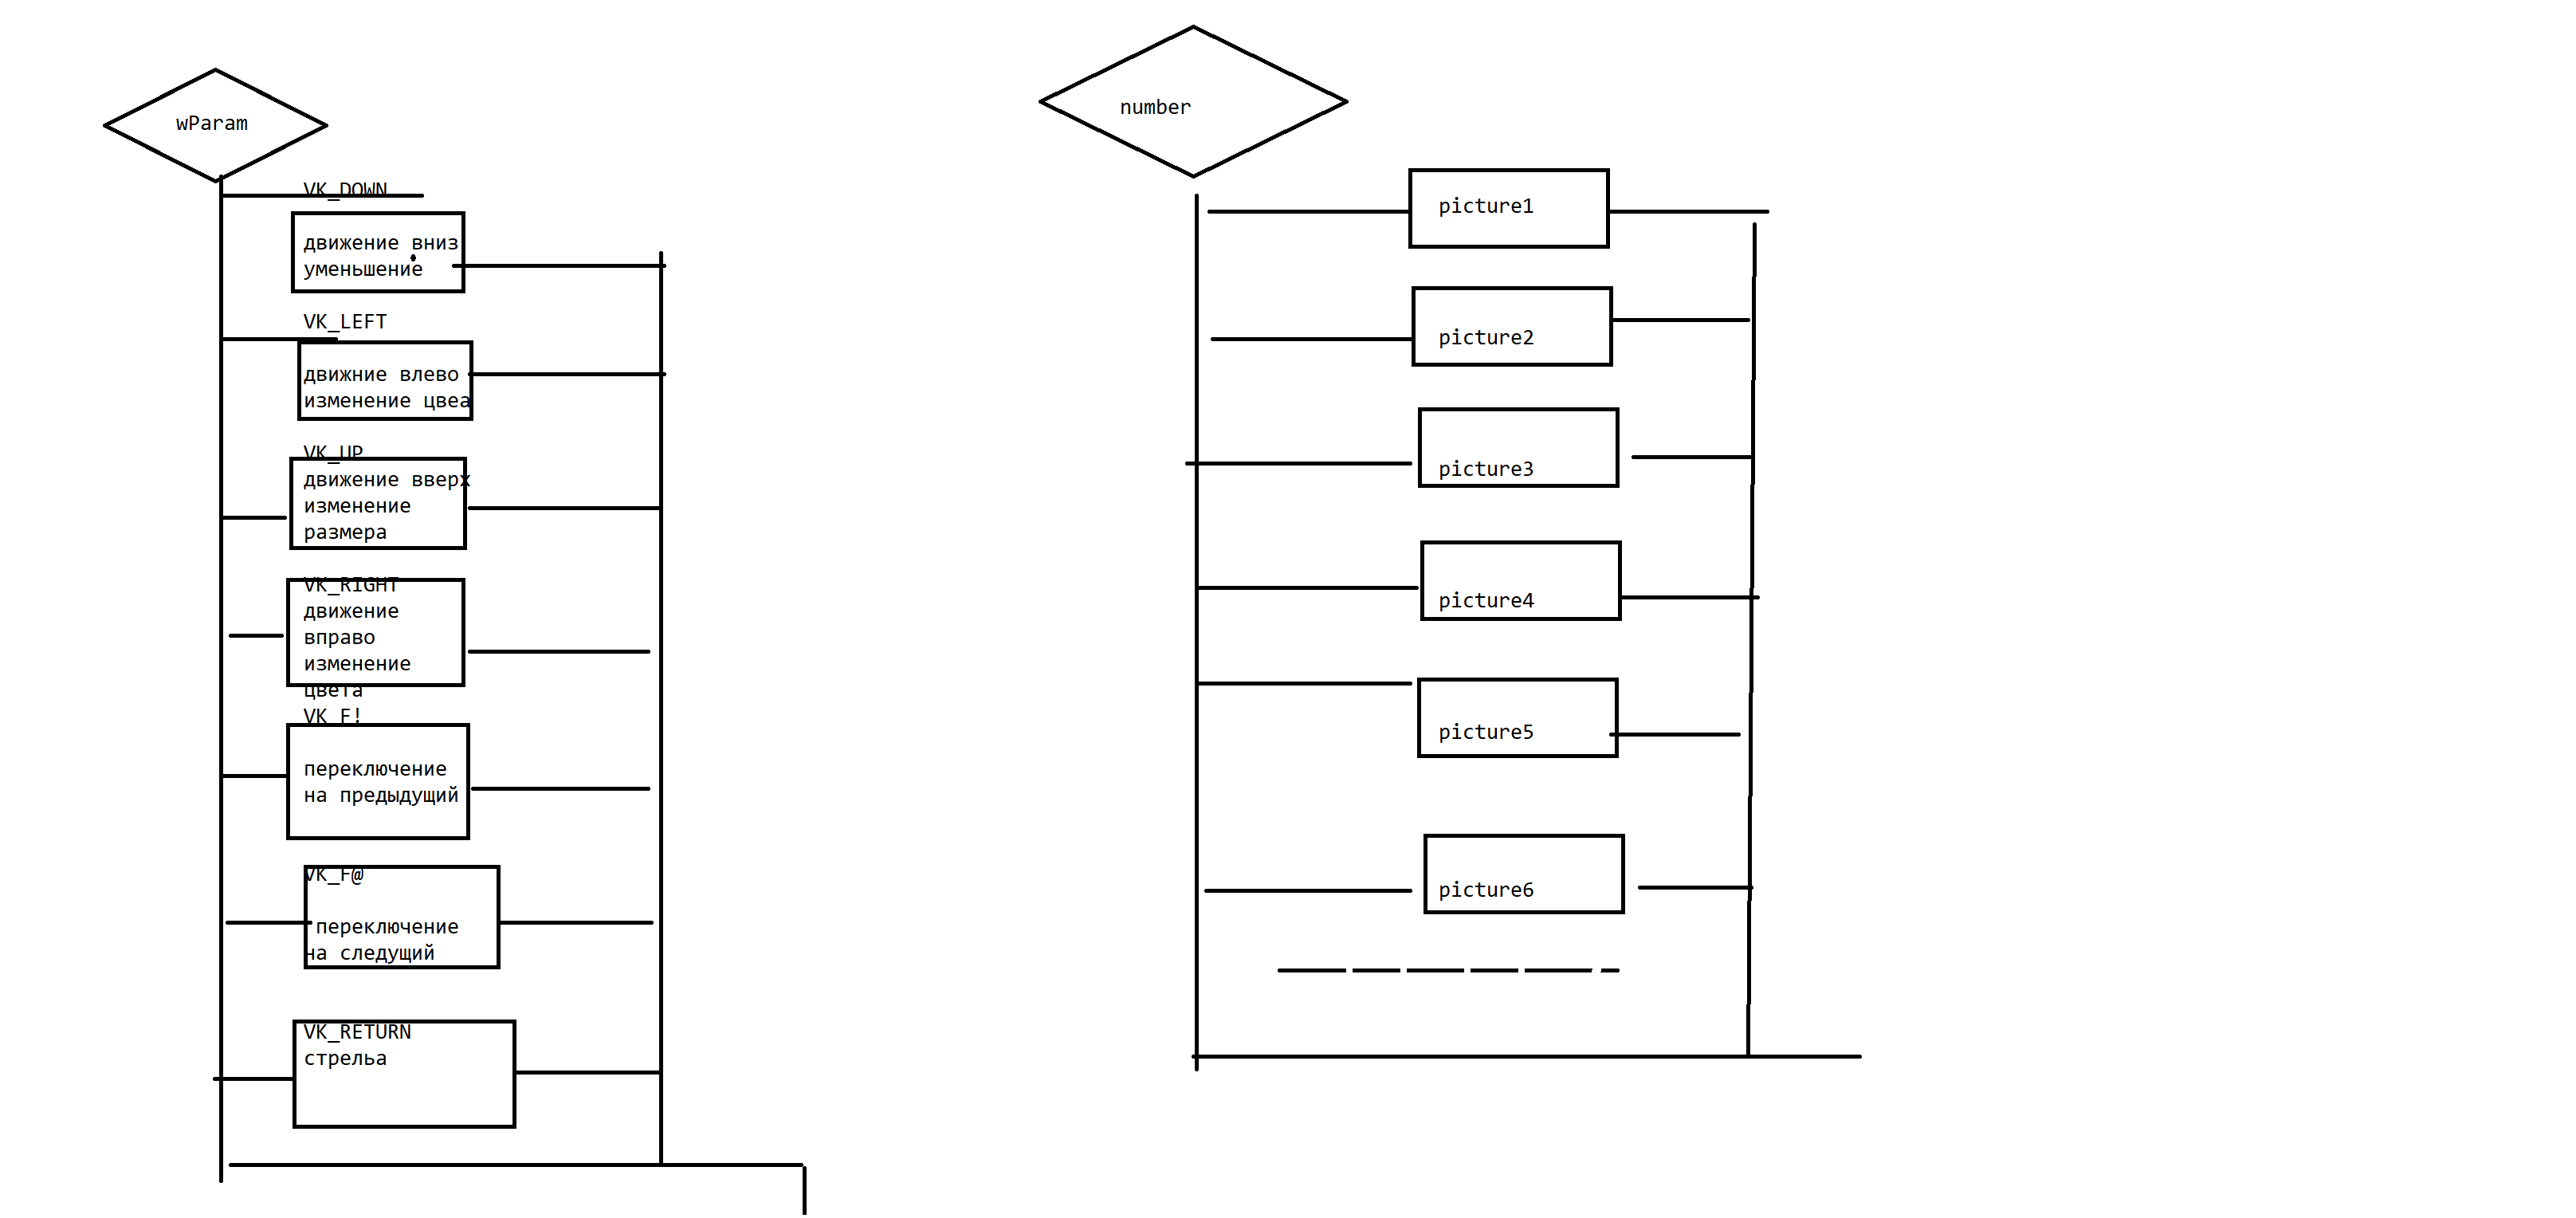 wParam
VK_DOWN
движение вниз
уменьшение
VK_LEFT
движние влево
изменение цвеа
VK_UP
движение вверх
изменение
размера
VK_RIGHT
движение
вправо
изменение
цвета
VK_F!
переключение
на предыдущий
VK_F@
переключение
на следущий
VK_RETURN
стрельа
number
picture1
picture2
picture3
picture4
picture5
picture6